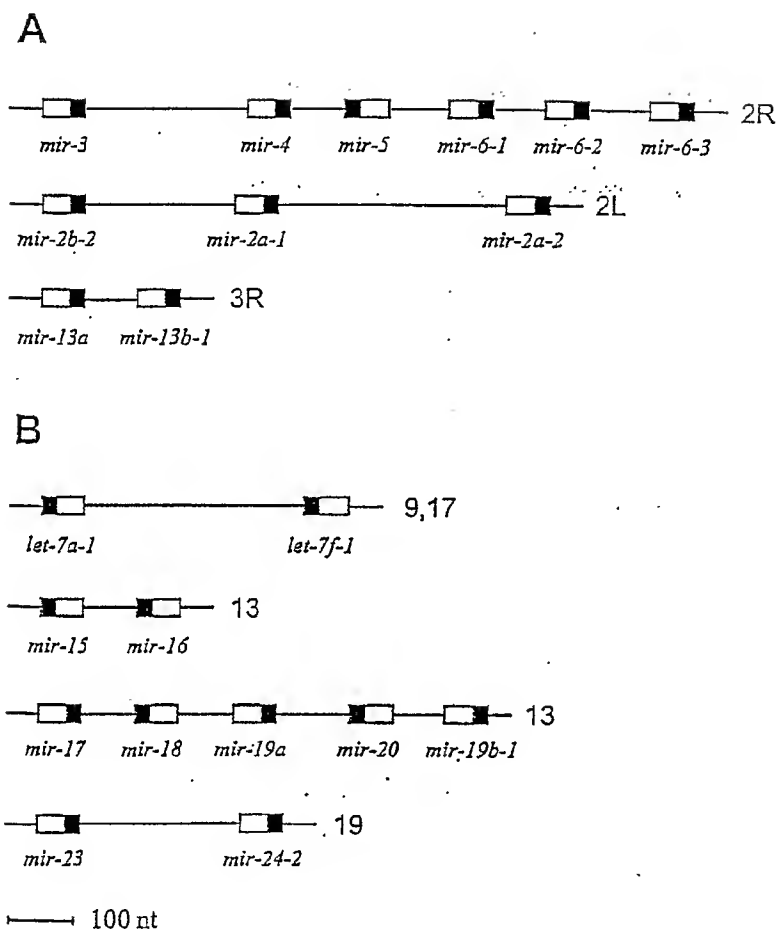 A
2R
mir-3 mir-4 mir-5 mir-6-1 mir-6-2 mir-6-3
2L
mir-2b-2 mir-2a-1 mir-2a-2
3R
mir-13a mir-13b-1
B
9,17
let-7a-1 let-7f-1
13
mir-15 mir-16
13
mir-17 mir-18 mir-19a mir-20 mir-19b-1
19
mir-23 mir-24-2
100 nt